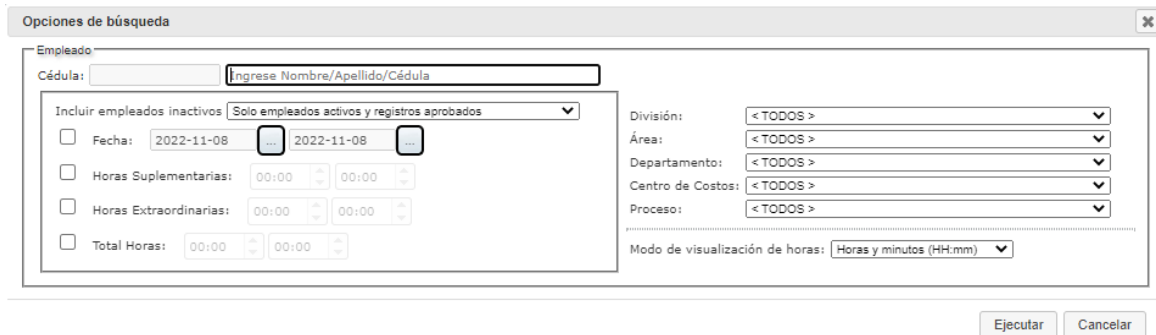 Opciones de búsqueda
Empleado
Cédula: Ingrese Nombre/Apellido/Cédula
Incluir empleados inactivos Solo empleados activos y registros aprobados
Fecha: 2022-11-08 ... 2022-11-08 ...
Horas Suplementarias: 00:00 00:00
Horas Extraordinarias: 00:00 00:00
Total Horas: 00:00 00:00
División: < TODOS >
Área: < TODOS >
Departamento: < TODOS >
Centro de Costos: < TODOS >
Proceso: < TODOS >
Modo de visualización de horas: Horas y minutos (HH:mm)
Ejecutar Cancelar